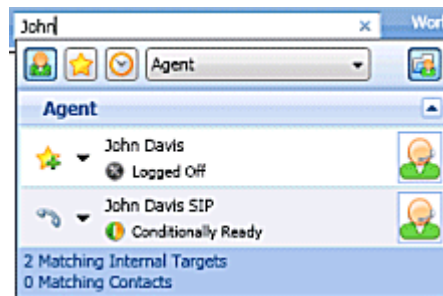 John
Agent
Agent
John Davis
Logged Off
John Davis SIP
Conditionally Ready
2 Matching Internal Targets
0 Matching Contacts